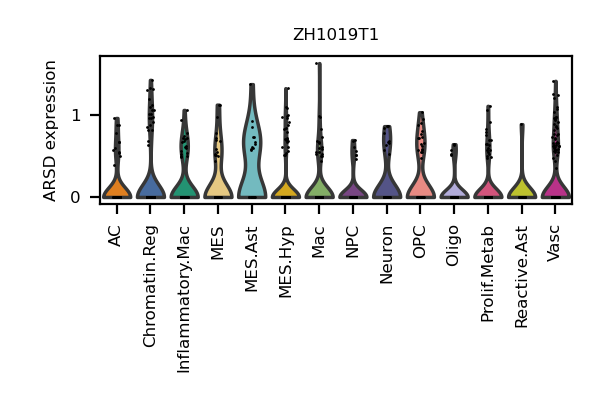 ZH1019T1
ARSD expression
1
0
AC
Chromatin.Reg
Inflammatory.Mac
MES
MES.Ast
MES.Hyp
Mac
NPC
Neuron
OPC
Oligo
Prolif.Metab
Reactive.Ast
Vasc